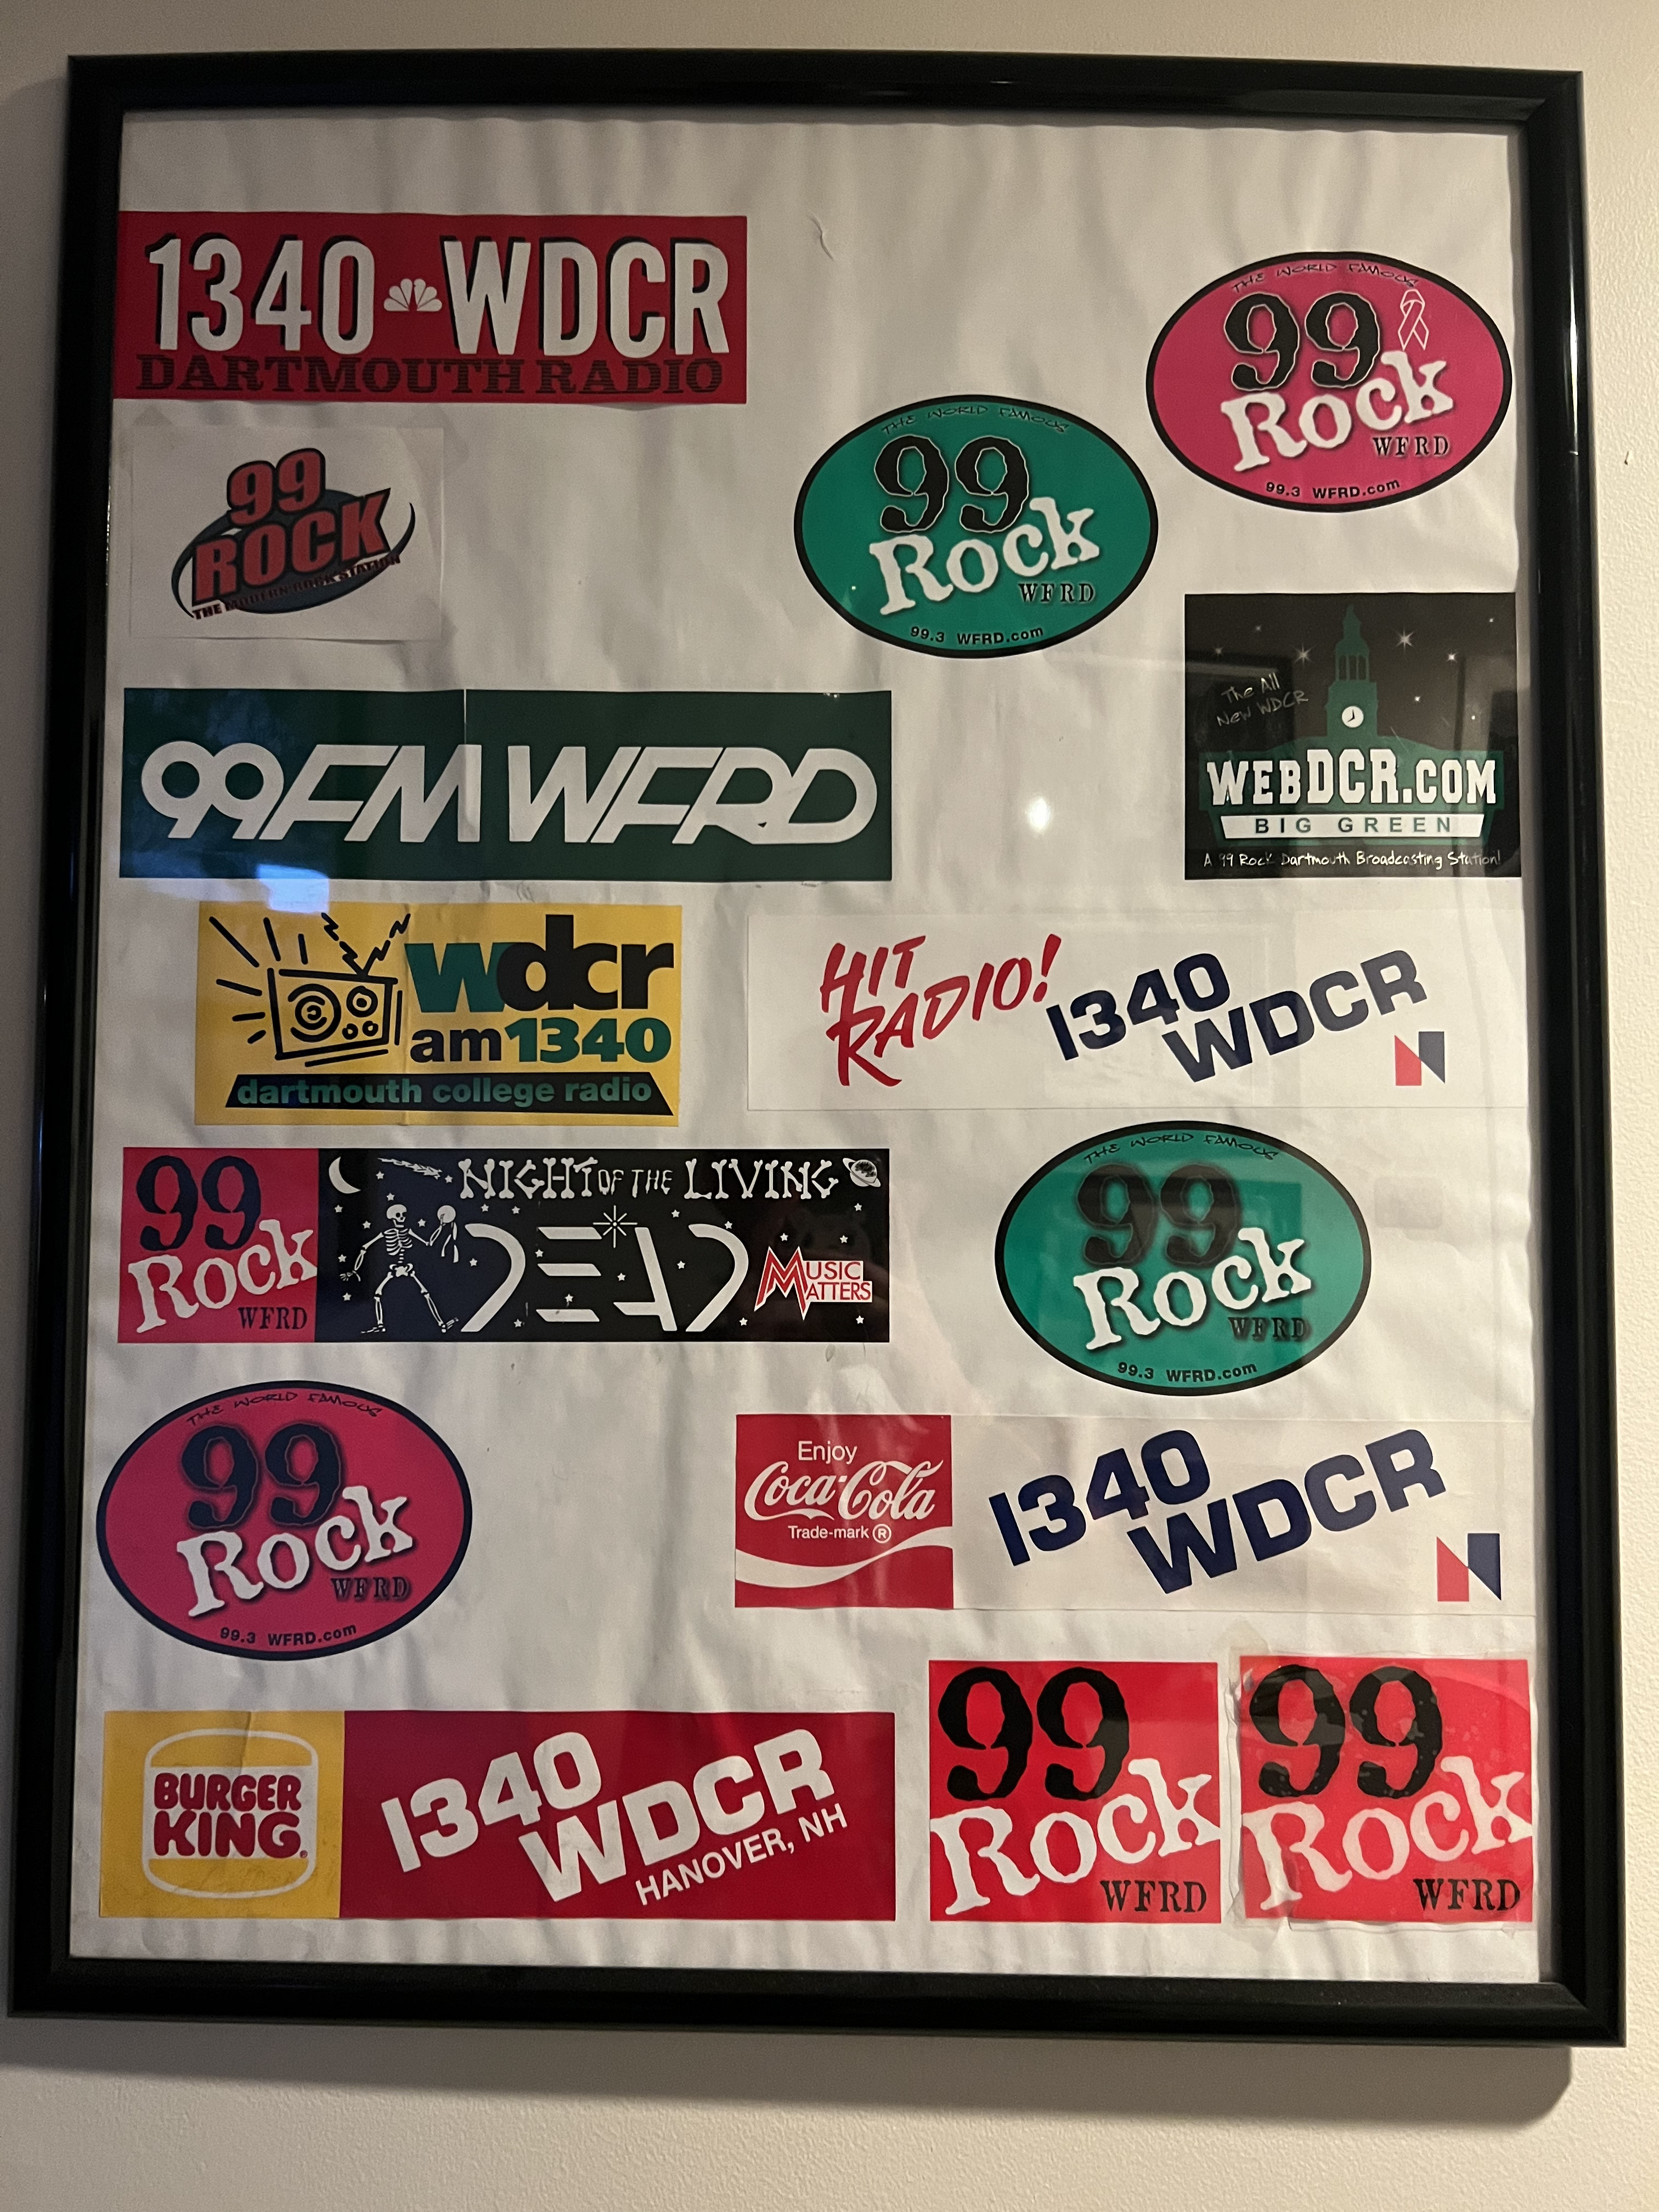 1340 WDCR
DARTMOUTH RADIO
THE WORLD FAMOUS
99
Rock
WFRD
99.3 WFRD.com
THE WORLD FAMOUS
99
Rock
WFRD
99.3 WFRD.com
99
ROCK
THE MODERN ROCK STATION
The All
New WDCR
WEBDCR.COM
BIG GREEN
A 99 Rock Dartmouth Broadcasting Station!
99FM WFRD
wdcr
am1340
dartmouth college radio
HIT
RADIO!
1340
WDCR
99
Rock
WFRD
NIGHT OF THE LIVING
DEAD
MUSIC
MATTERS
THE WORLD FAMOUS
99
Rock
WFRD
99.3 WFRD.com
THE WORLD FAMOUS
99
Rock
WFRD
99.3 WFRD.com
Enjoy
Coca-Cola
Trade-mark ®
1340
WDCR
BURGER
KING®
1340
WDCR
HANOVER, NH
99
Rock
WFRD
99
Rock
WFRD